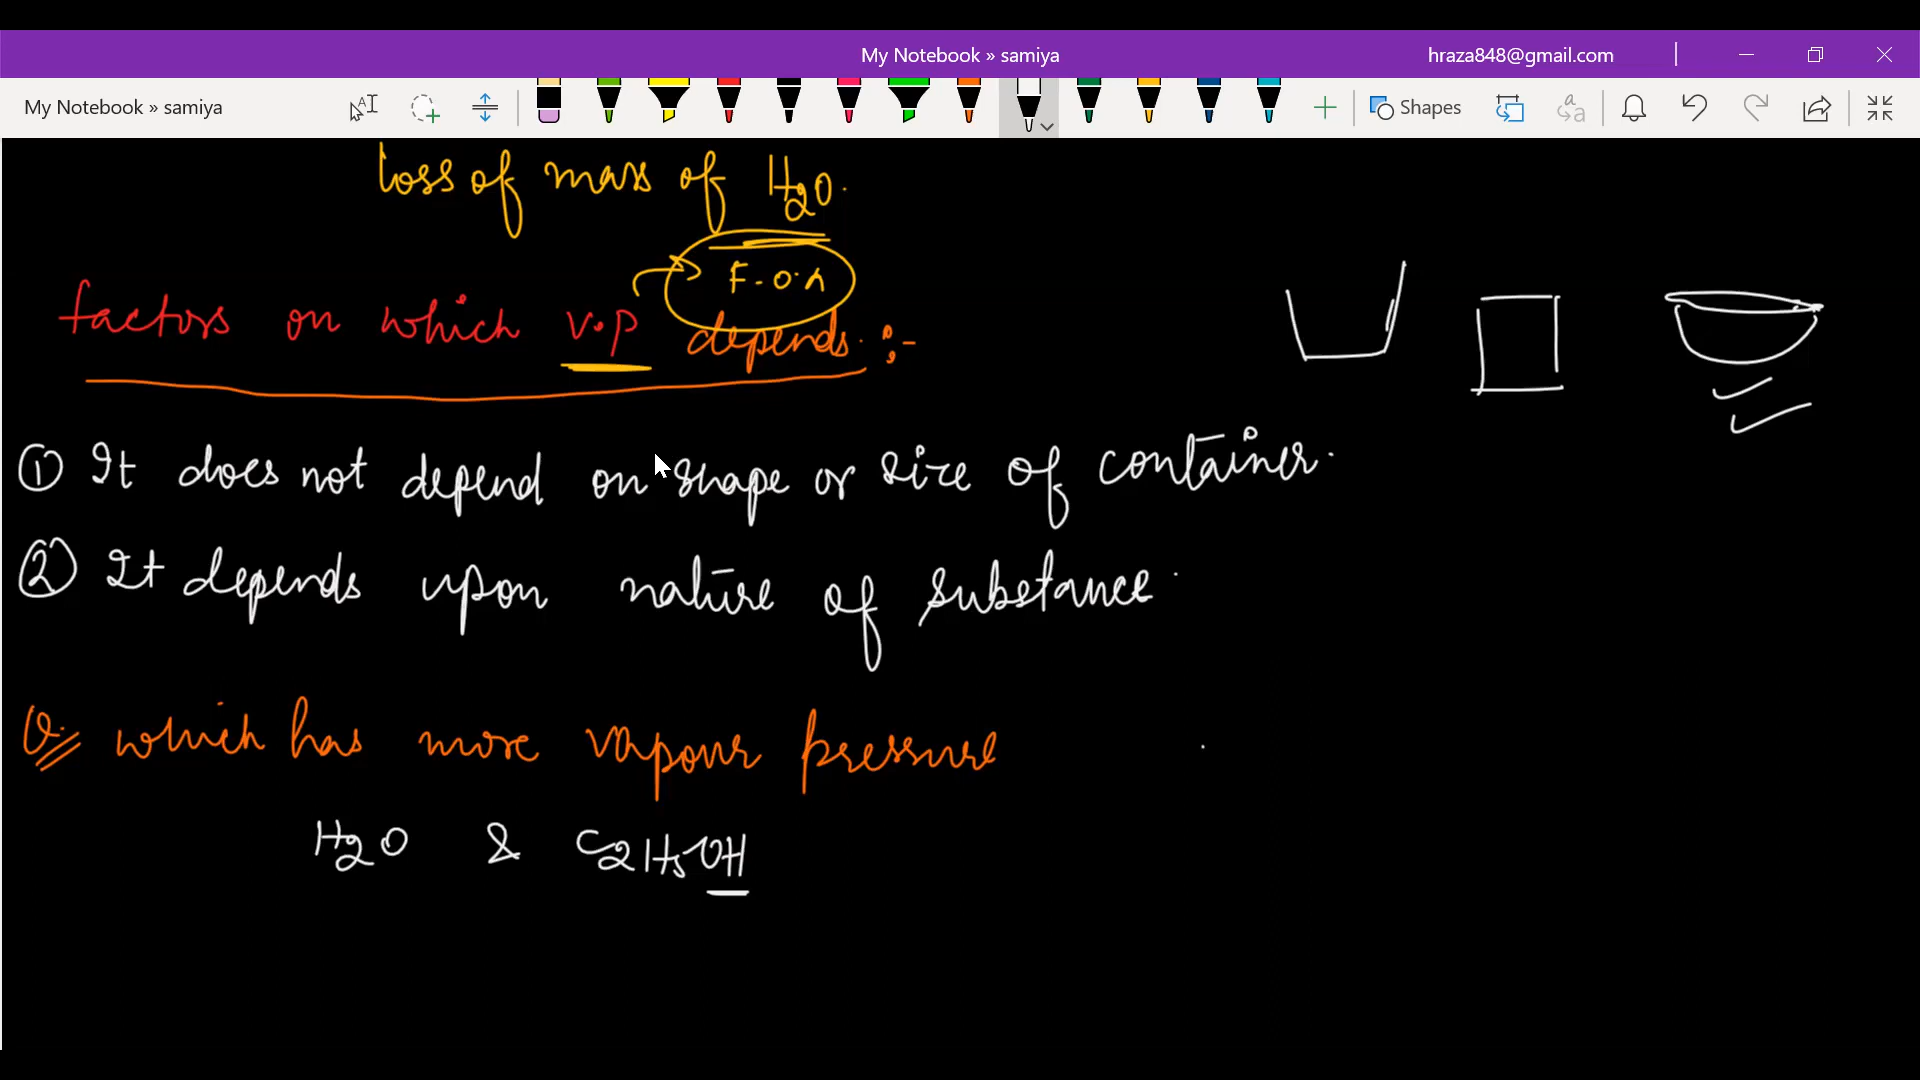 My Notebook » samiya
hraza848@gmail.com
My Notebook » samiya
Shapes
loss of mass of H2O.
F.O.A
factors on which v.p depends :-
① It does not depend on shape or size of container.
② It depends upon nature of substance.
Q. which has more vapour pressure
H2O & C2H5OH